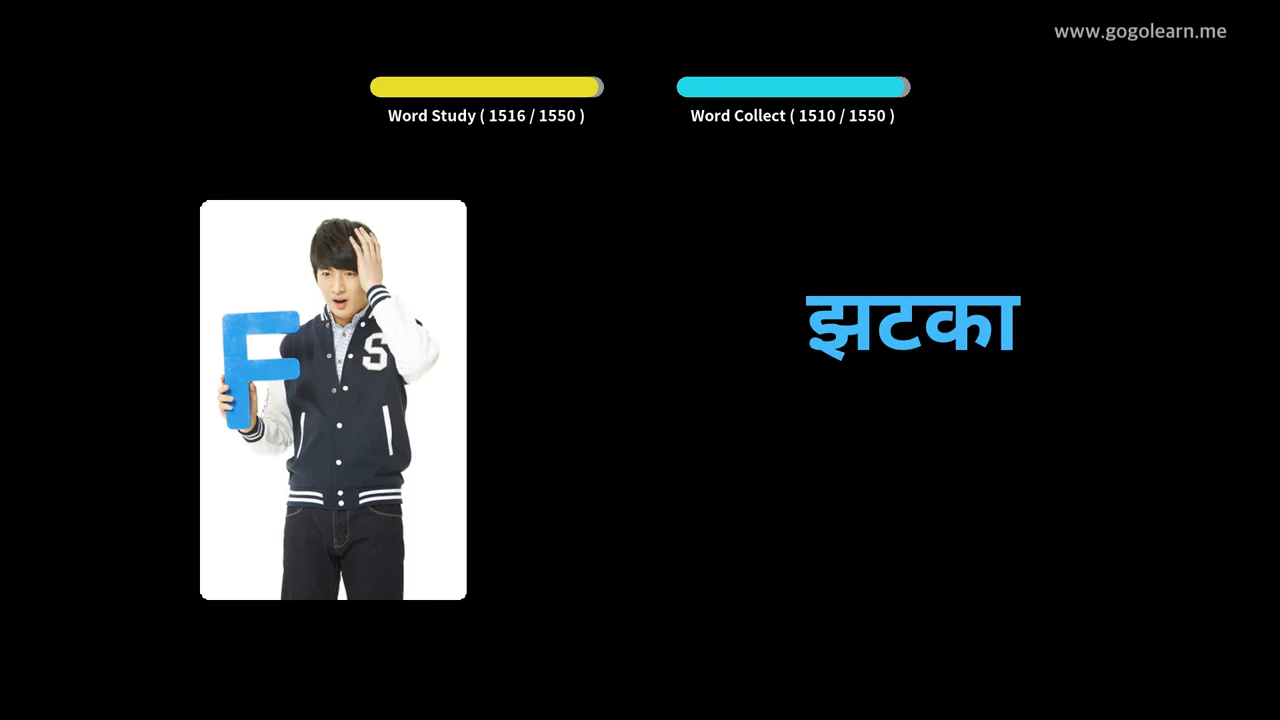 www.gogolearn.me
Word Study ( 1516 / 1550 )
Word Collect ( 1510 / 1550 )
F
S
झटका